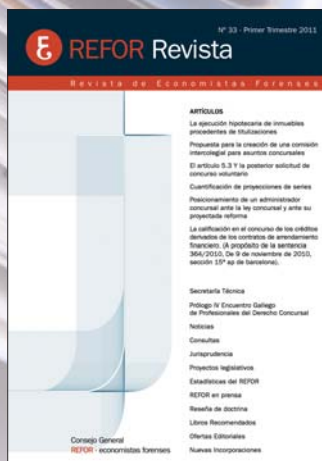 Nº 33 - Primer Trimestre 2011
REFOR Revista
Revista de Economistas Forenses
ARTÍCULOS
La ejecución hipotecaria de inmuebles
procedentes de titulizaciones
Propuesta para la creación de una comisión
intercolegial para asuntos concursales
El artículo 5.3 Y la posterior solicitud de
concurso voluntario
Cuantificación de proyecciones de series
Posicionamiento de un administrador
concursal ante la ley concursal y ante su
proyectada reforma
La calificación en el concurso de los créditos
derivados de los contratos de arrendamiento
financiero. (A propósito de la sentencia
364/2010, De 9 de noviembre de 2010,
sección 15ª ap de barcelona).
Secretaría Técnica
Prólogo IV Encuentro Gallego
de Profesionales del Derecho Concursal
Noticias
Consultas
Jurisprudencia
Proyectos legislativos
Estadísticas del REFOR
REFOR en prensa
Reseña de doctrina
Libros Recomendados
Ofertas Editoriales
Nuevas Incorporaciones
Consejo General
REFOR - economistas forenses